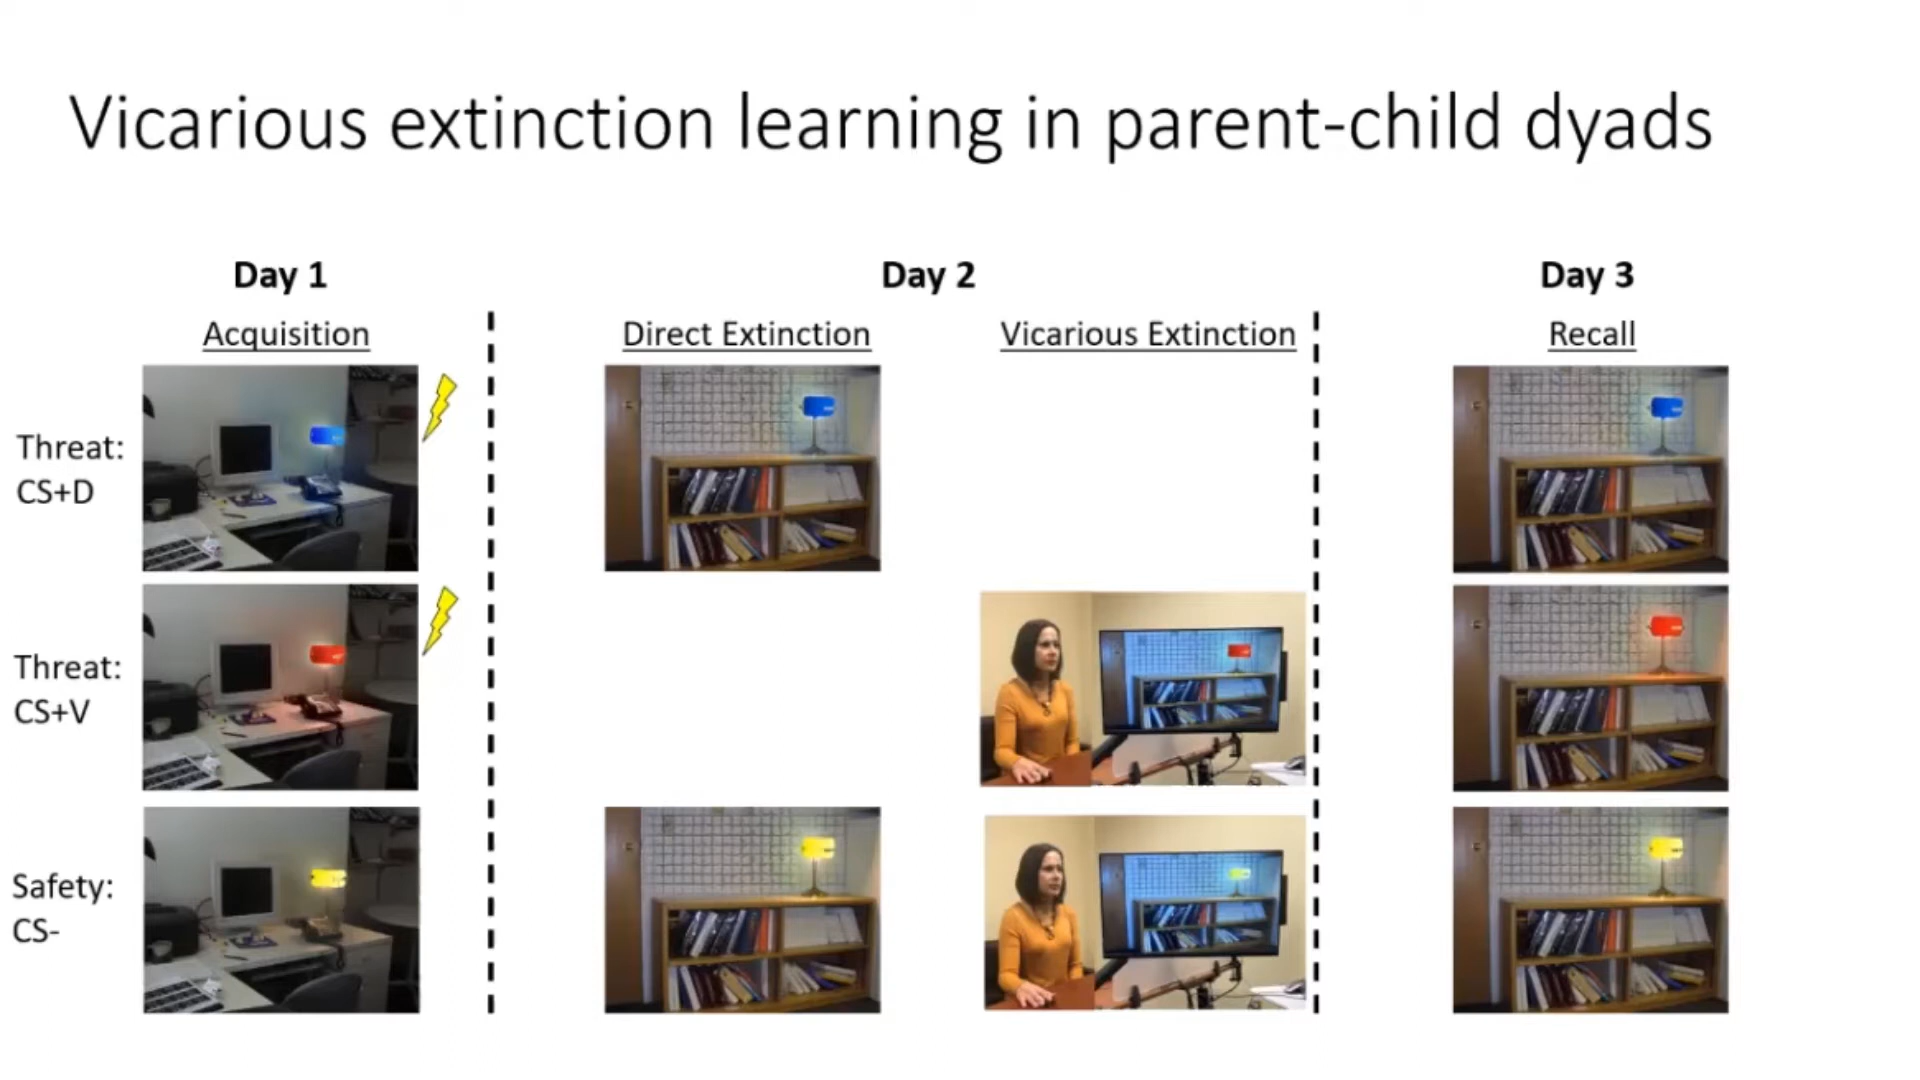 Vicarious extinction learning in parent-child dyads
Day 1
Day 2
Day 3
Acquisition
Direct Extinction
Vicarious Extinction
Recall
Threat:
CS+D
Threat:
CS+V
Safety:
CS-